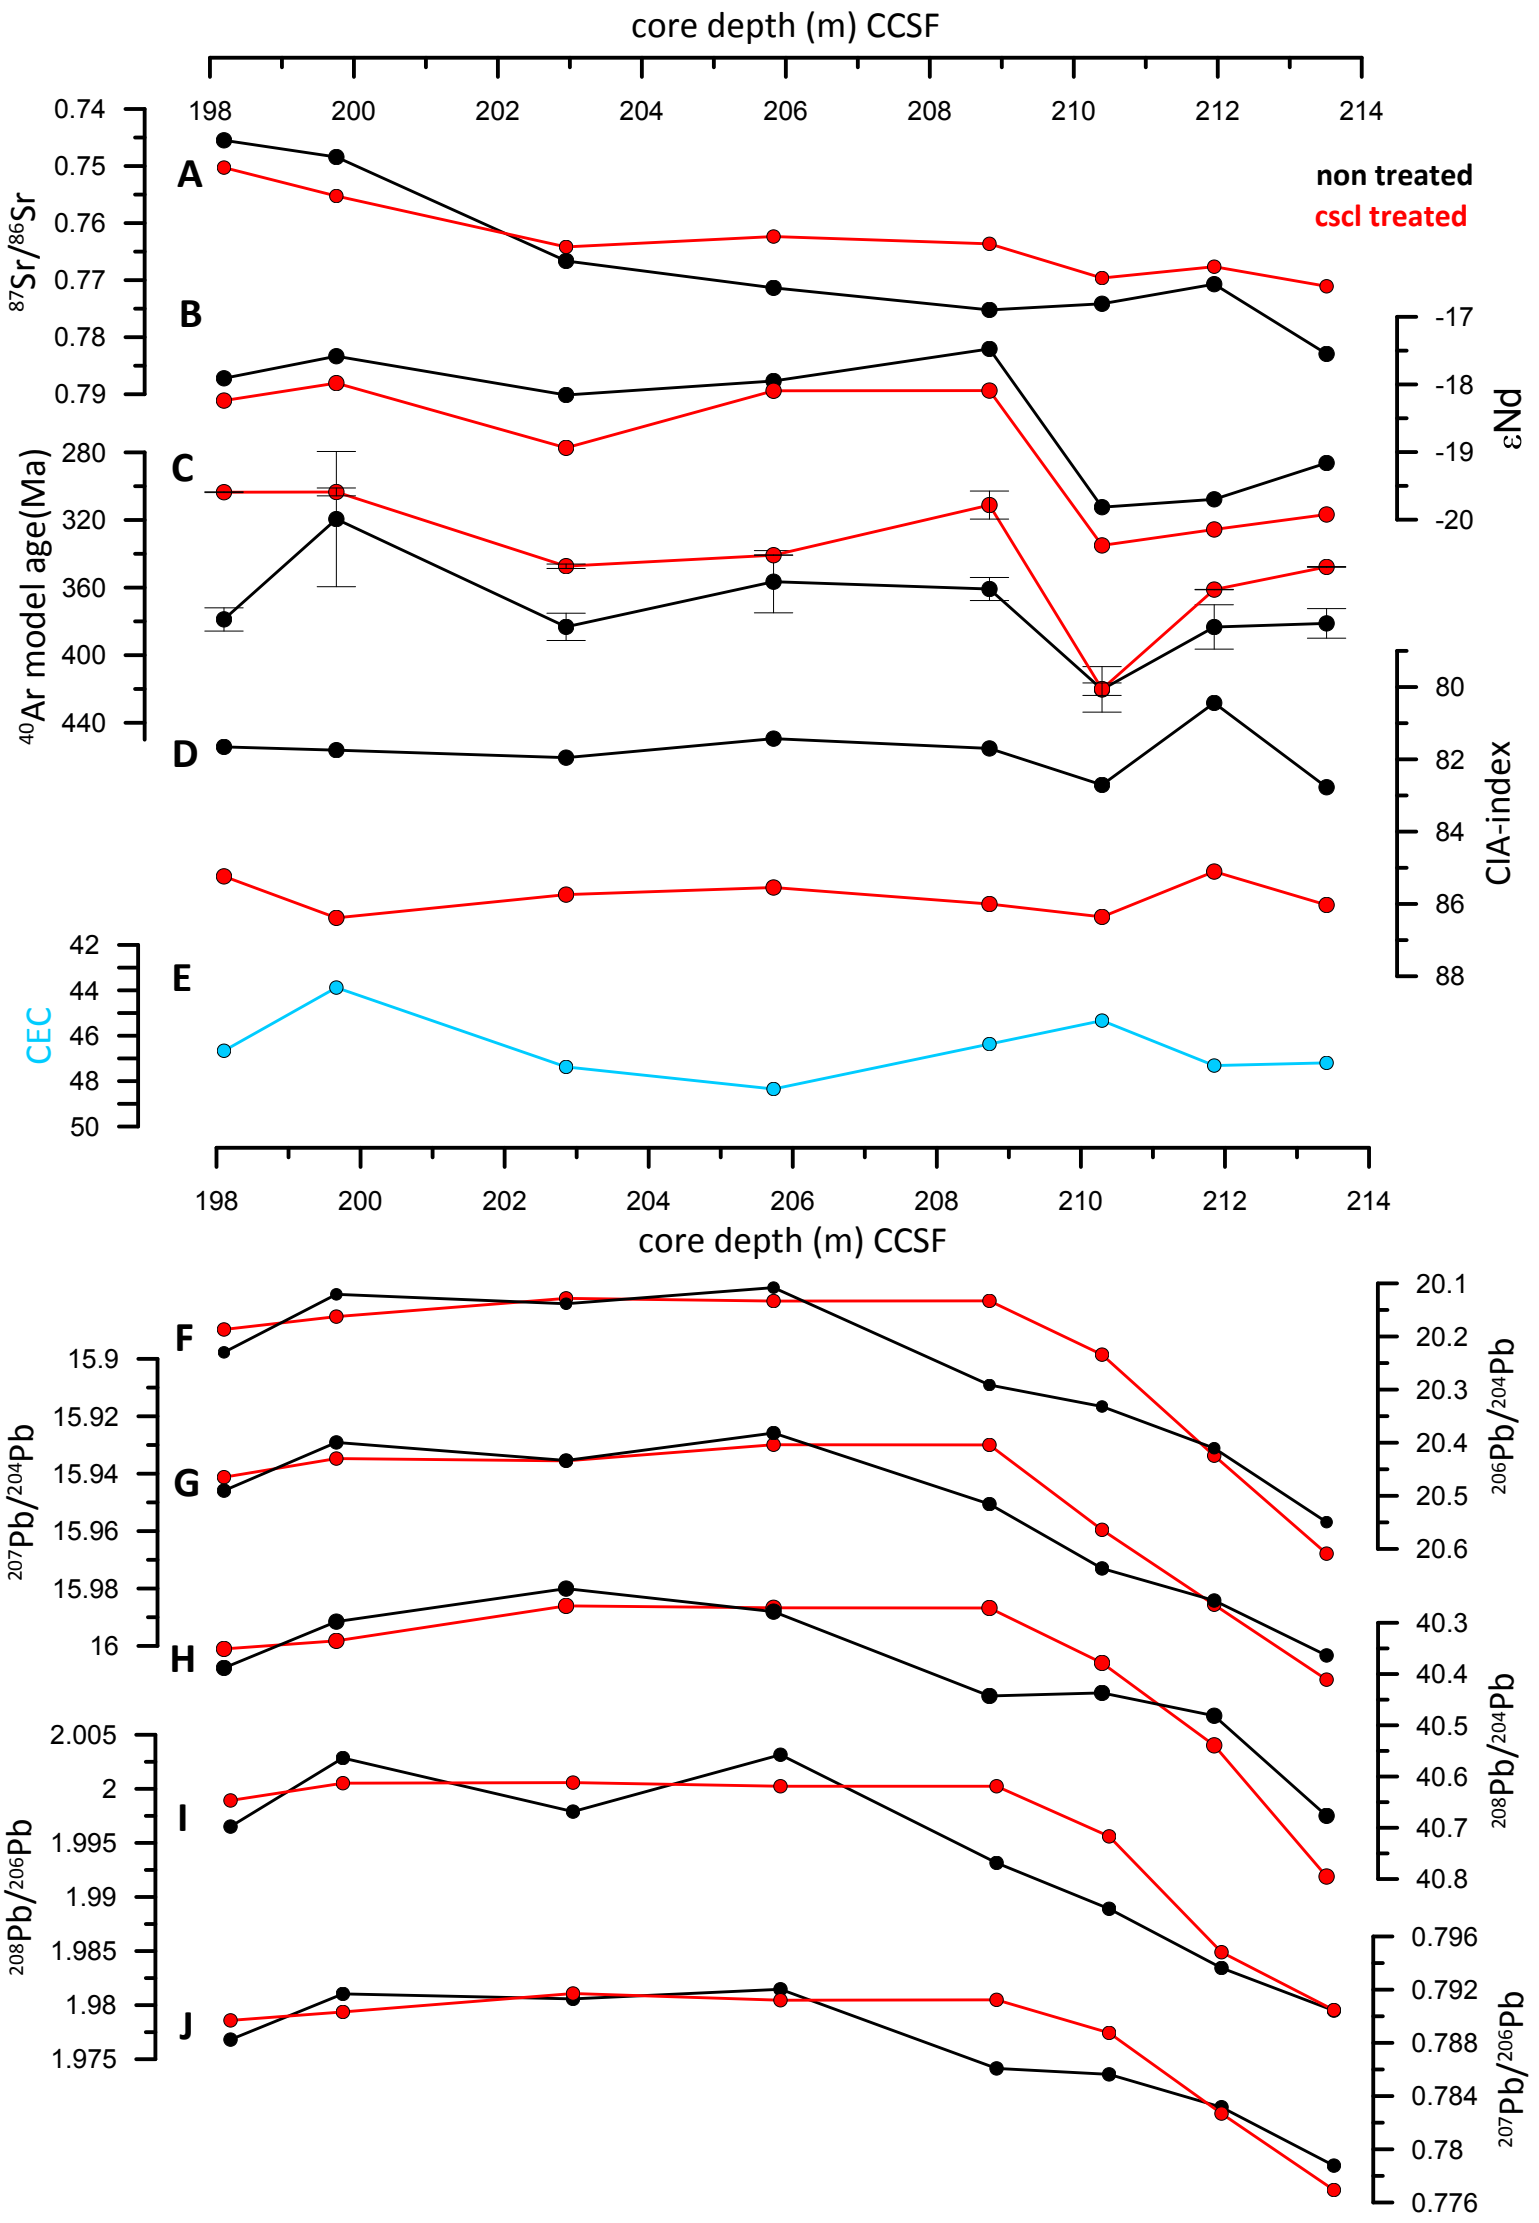 core depth (m) CCSF
198 200 202 204 206 208 210 212 214
0.74
0.75
0.76
0.77
0.78
0.79
⁸⁷Sr/⁸⁶Sr
A
non treated
cscl treated
B
-17
-18
-19
-20
εNd
C
280
320
360
400
440
⁴⁰Ar model age(Ma)
D
80
82
84
86
88
CIA-index
E
42
44
46
48
50
CEC
198 200 202 204 206 208 210 212 214
core depth (m) CCSF
F
20.1
20.2
20.3
20.4
20.5
20.6
²⁰⁶Pb/²⁰⁴Pb
15.9
15.92
15.94
15.96
15.98
16
²⁰⁷Pb/²⁰⁴Pb
G
H
40.3
40.4
40.5
40.6
40.7
40.8
²⁰⁸Pb/²⁰⁴Pb
2.005
2
1.995
1.99
1.985
1.98
1.975
²⁰⁸Pb/²⁰⁶Pb
I
J
0.796
0.792
0.788
0.784
0.78
0.776
²⁰⁷Pb/²⁰⁶Pb